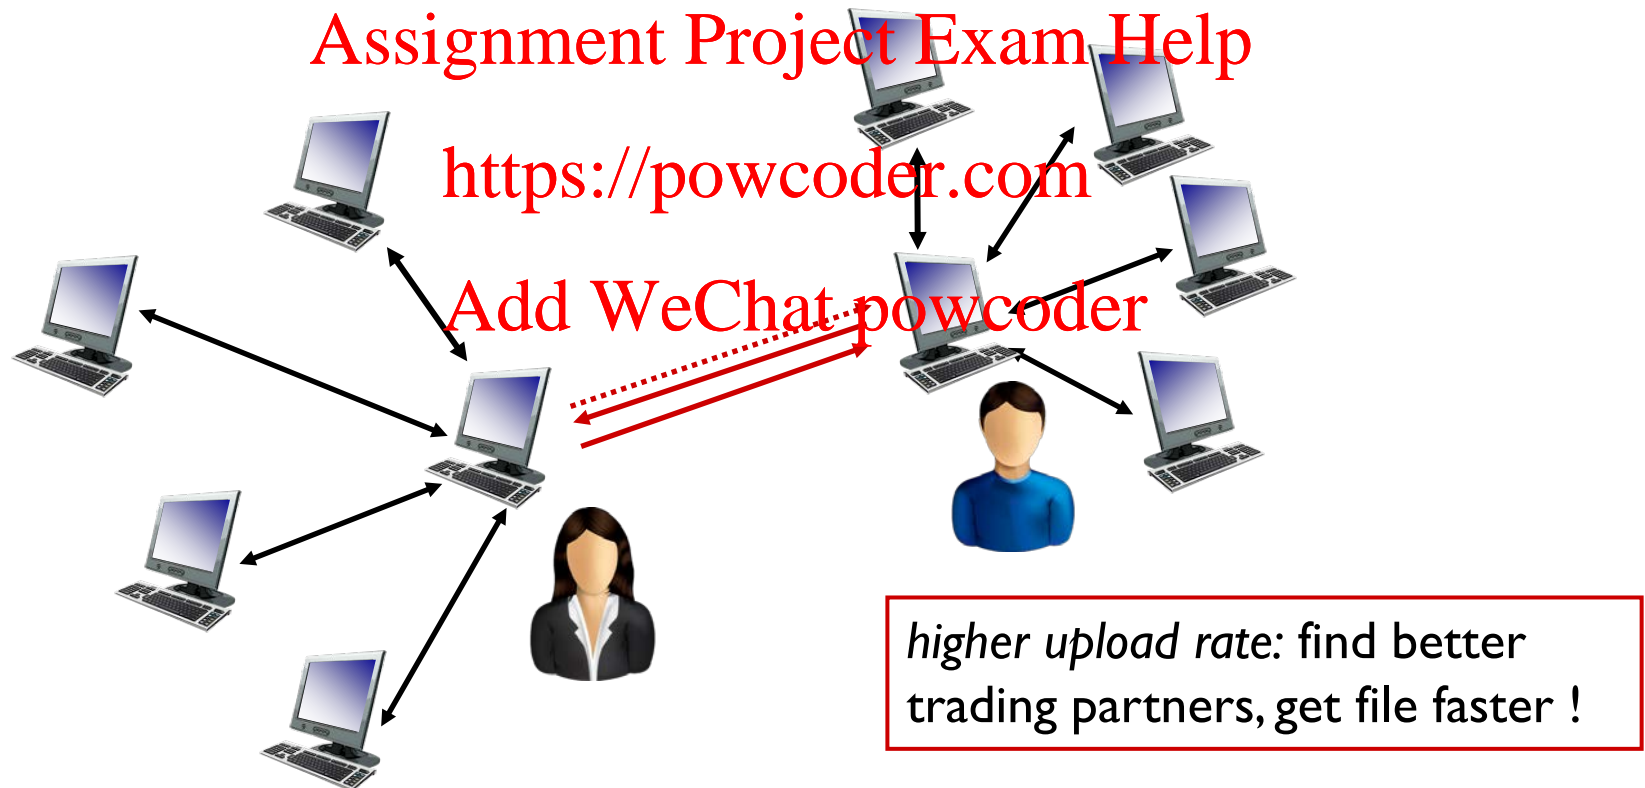 Assignment Project Exam Help
https://powcoder.com
Add WeChat powcoder
higher upload rate: find better
trading partners, get file faster !